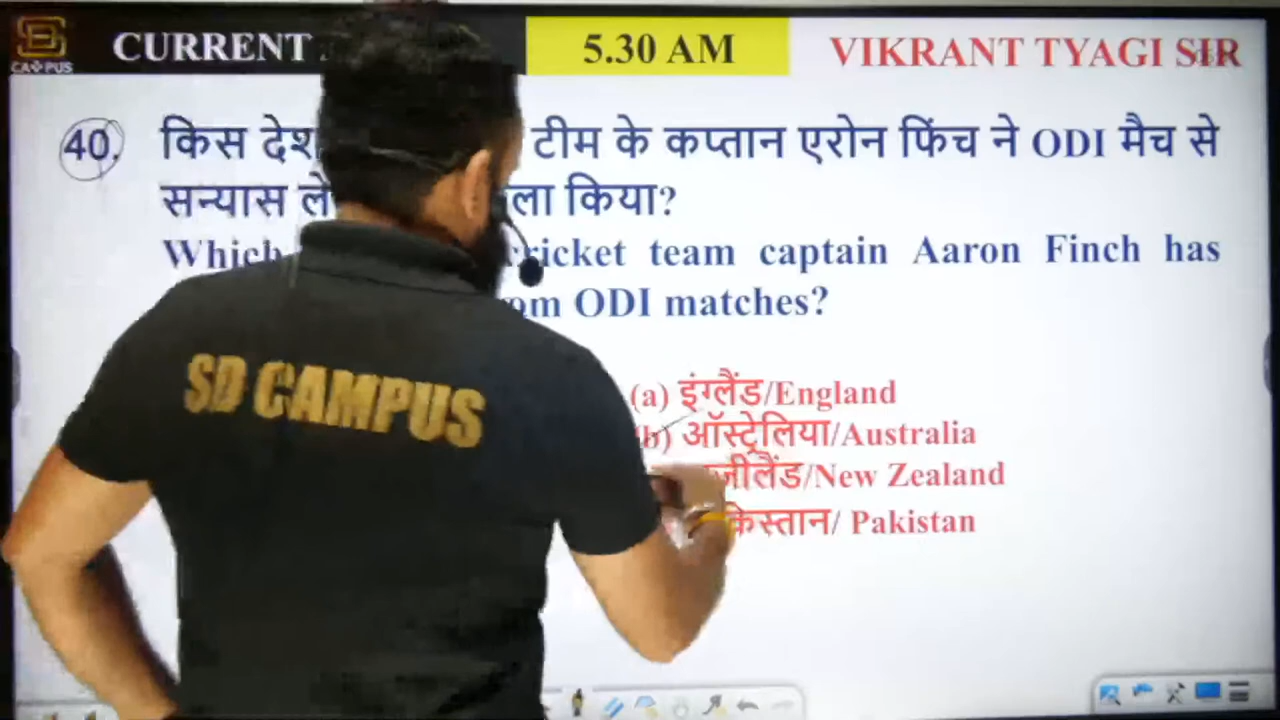 CAMPUS
CURRENT
5.30 AM
VIKRANT TYAGI SIR
40. किस टीम के कप्तान एरोन फिंच ने ODI मैच से
सन्यास किया?
Which cricket team captain Aaron Finch has
ODI matches?
SD CAMPUS
(a) इंग्लैंड/England
(b) ऑस्ट्रेलिया/Australia
/New Zealand
/ Pakistan